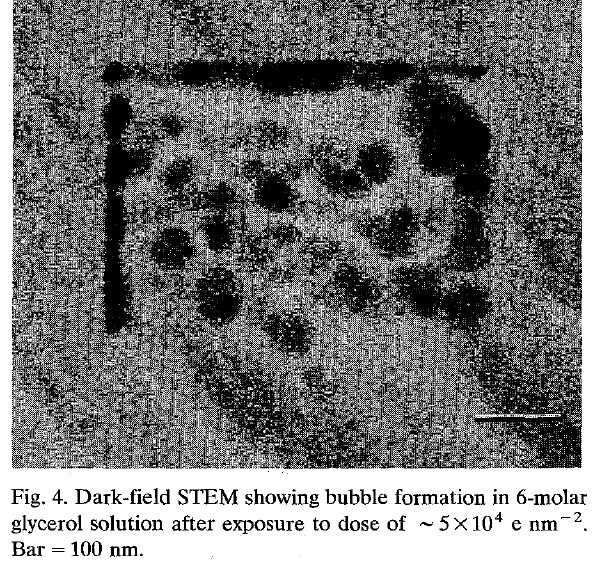 Fig. 4. Dark-field STEM showing bubble formation in 6-molar
glycerol solution after exposure to dose of ~ 5×10⁴ e nm⁻².
Bar = 100 nm.